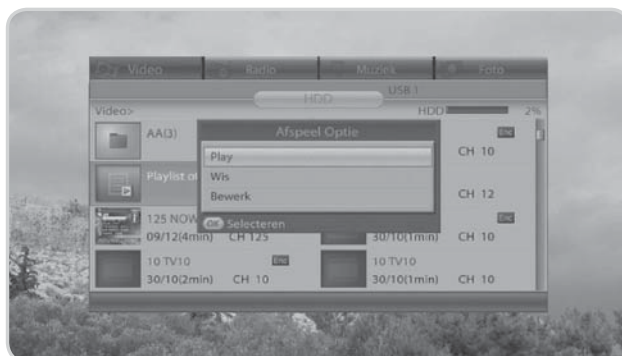 Video Radio Muziek Foto
HDD USB 1
Video> HDD 2%
AA(3) Enc
CH 10
Afspeel Optie
Play
Wis
Bewerk
OK Selecteren
Playlist of
CH 12
125 NOW Enc
09/12(4min) CH 125 30/10(1min) CH 10
10 TV10 Enc 10 TV10
30/10(2min) CH 10 30/10(1min) CH 10